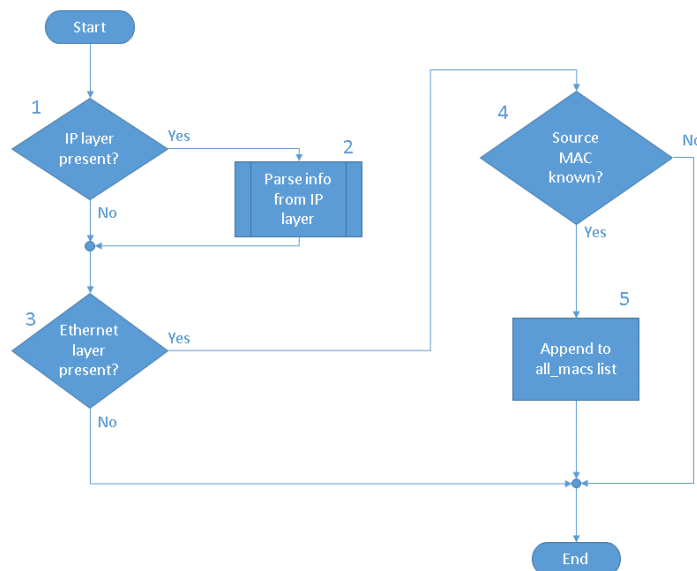 Start
1
IP layer
present?
Yes
2
Parse info
from IP
layer
No
3
Ethernet
layer
present?
Yes
No
4
Source
MAC
known?
No
Yes
5
Append to
all_macs list
End